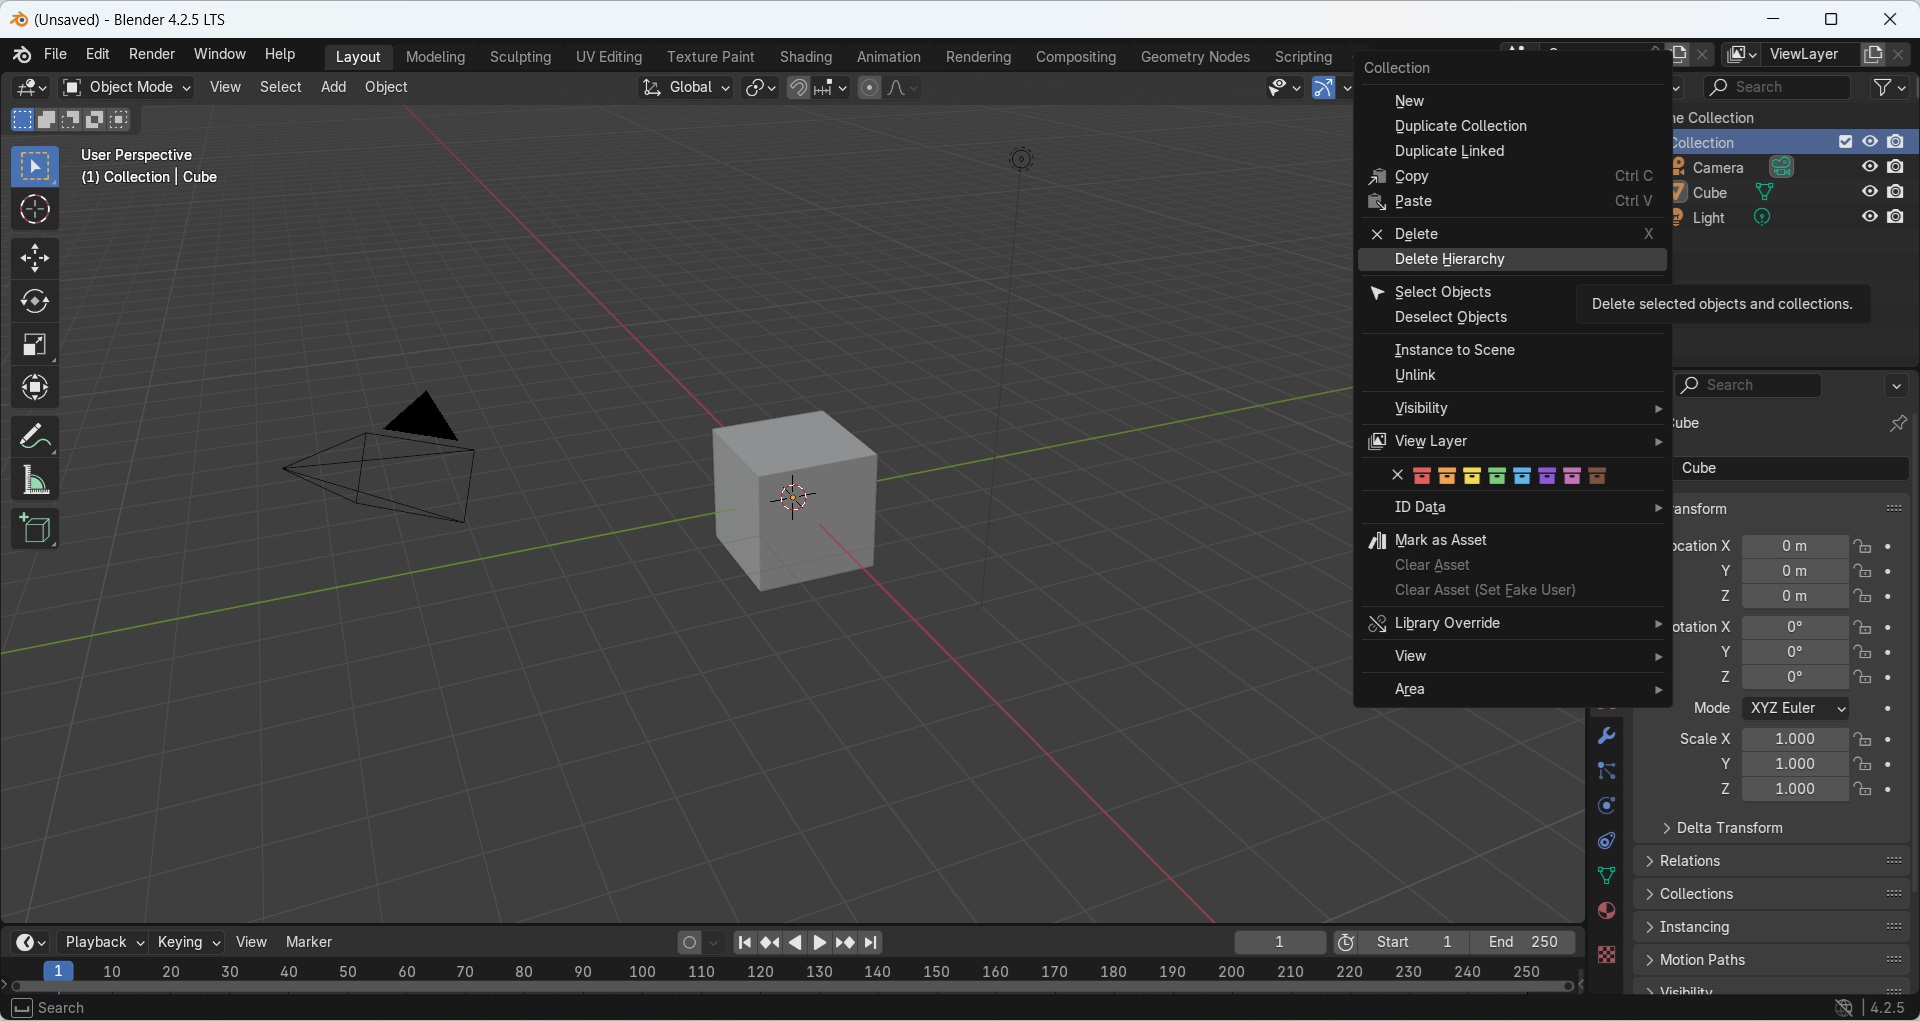 (Unsaved) - Blender 4.2.5 LTS
File Edit Render Window Help Layout Modeling Sculpting UV Editing Texture Paint Shading Animation Rendering Compositing Geometry Nodes Scripting ViewLayer
Object Mode View Select Add Object Global Search
User Perspective
(1) Collection | Cube
Collection
New
Duplicate Collection
Duplicate Linked
Copy Ctrl C
Paste Ctrl V
Delete X
Delete Hierarchy
Select Objects
Deselect Objects
Instance to Scene
Unlink
Visibility
View Layer
ID Data
Mark as Asset
Clear Asset
Clear Asset (Set Fake User)
Library Override
View
Area
Delete selected objects and collections.
ne Collection
Collection
Camera
Cube
Light
Search
ube
Cube
ansform
ocation X 0 m
Y 0 m
Z 0 m
otation X 0°
Y 0°
Z 0°
Mode XYZ Euler
Scale X 1.000
Y 1.000
Z 1.000
Delta Transform
Relations
Collections
Instancing
Motion Paths
Visibility
Playback Keying View Marker 1 Start 1 End 250
1 10 20 30 40 50 60 70 80 90 100 110 120 130 140 150 160 170 180 190 200 210 220 230 240 250
Search 4.2.5